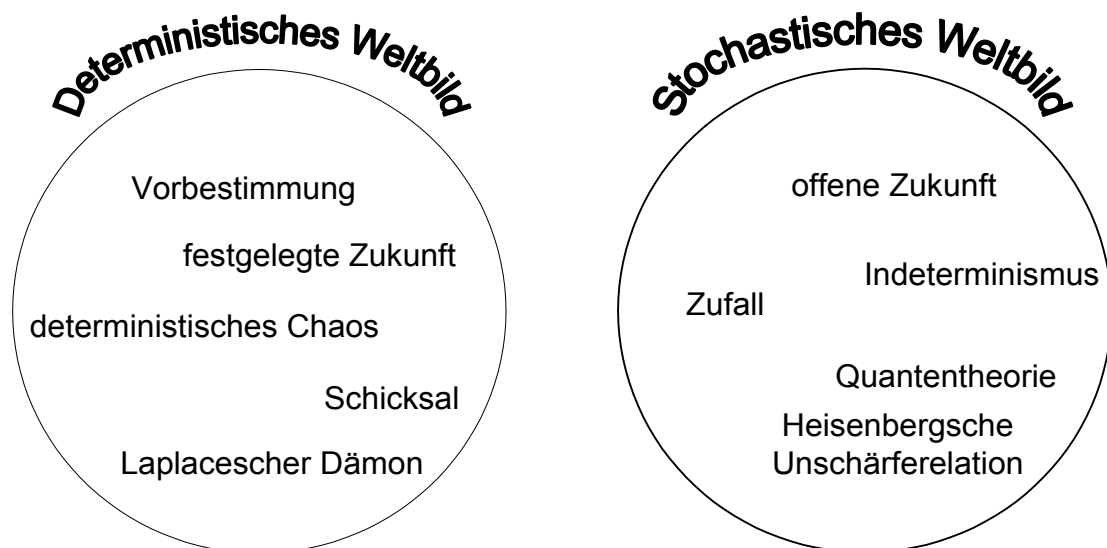 Deterministisches Weltbild
Vorbestimmung
festgelegte Zukunft
deterministisches Chaos
Schicksal
Laplacescher Dämon
Stochastisches Weltbild
offene Zukunft
Indeterminismus
Zufall
Quantentheorie
Heisenbergsche
Unschärferelation